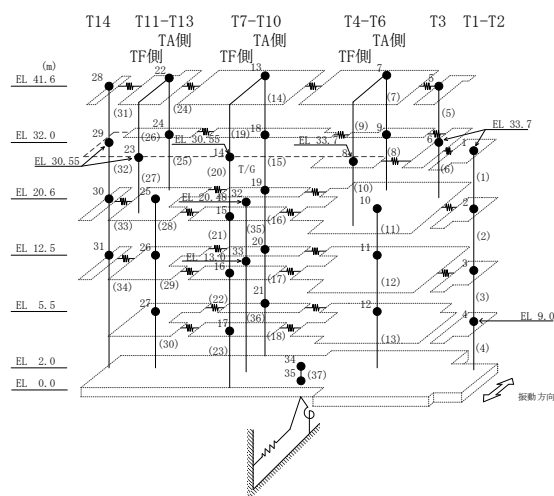 T14 T11-T13 T7-T10 T4-T6 T3 T1-T2
TA側 TA側 TA側
TF側 TF側 TF側
(m)
EL 41.6 28 22 13 7 5
(31) (24) (14) (7) (5)
EL 32.0 29 24 (26) (19) 18 (9) 9 6 EL 33.7 1
EL 30.55 EL 33.7
23 (25) 14 (15) 8 (8) (6)
EL 30.55 (32) (20) T/G (1)
(27) (10)
EL 20.6 30 25 EL 20.48 32 19 10 2
15
(33) (28) (35) (16) (11) (2)
(21)
EL 12.5 31 26 EL 13.0 33 20 11 3
16
(34) (29) (17) (12) (3)
(22) 21
EL 5.5 27 (36) 12 4 EL 9.0
17
(30) (18) (13) (4)
(23)
EL 2.0 34
EL 0.0 35 (37)
振動方向